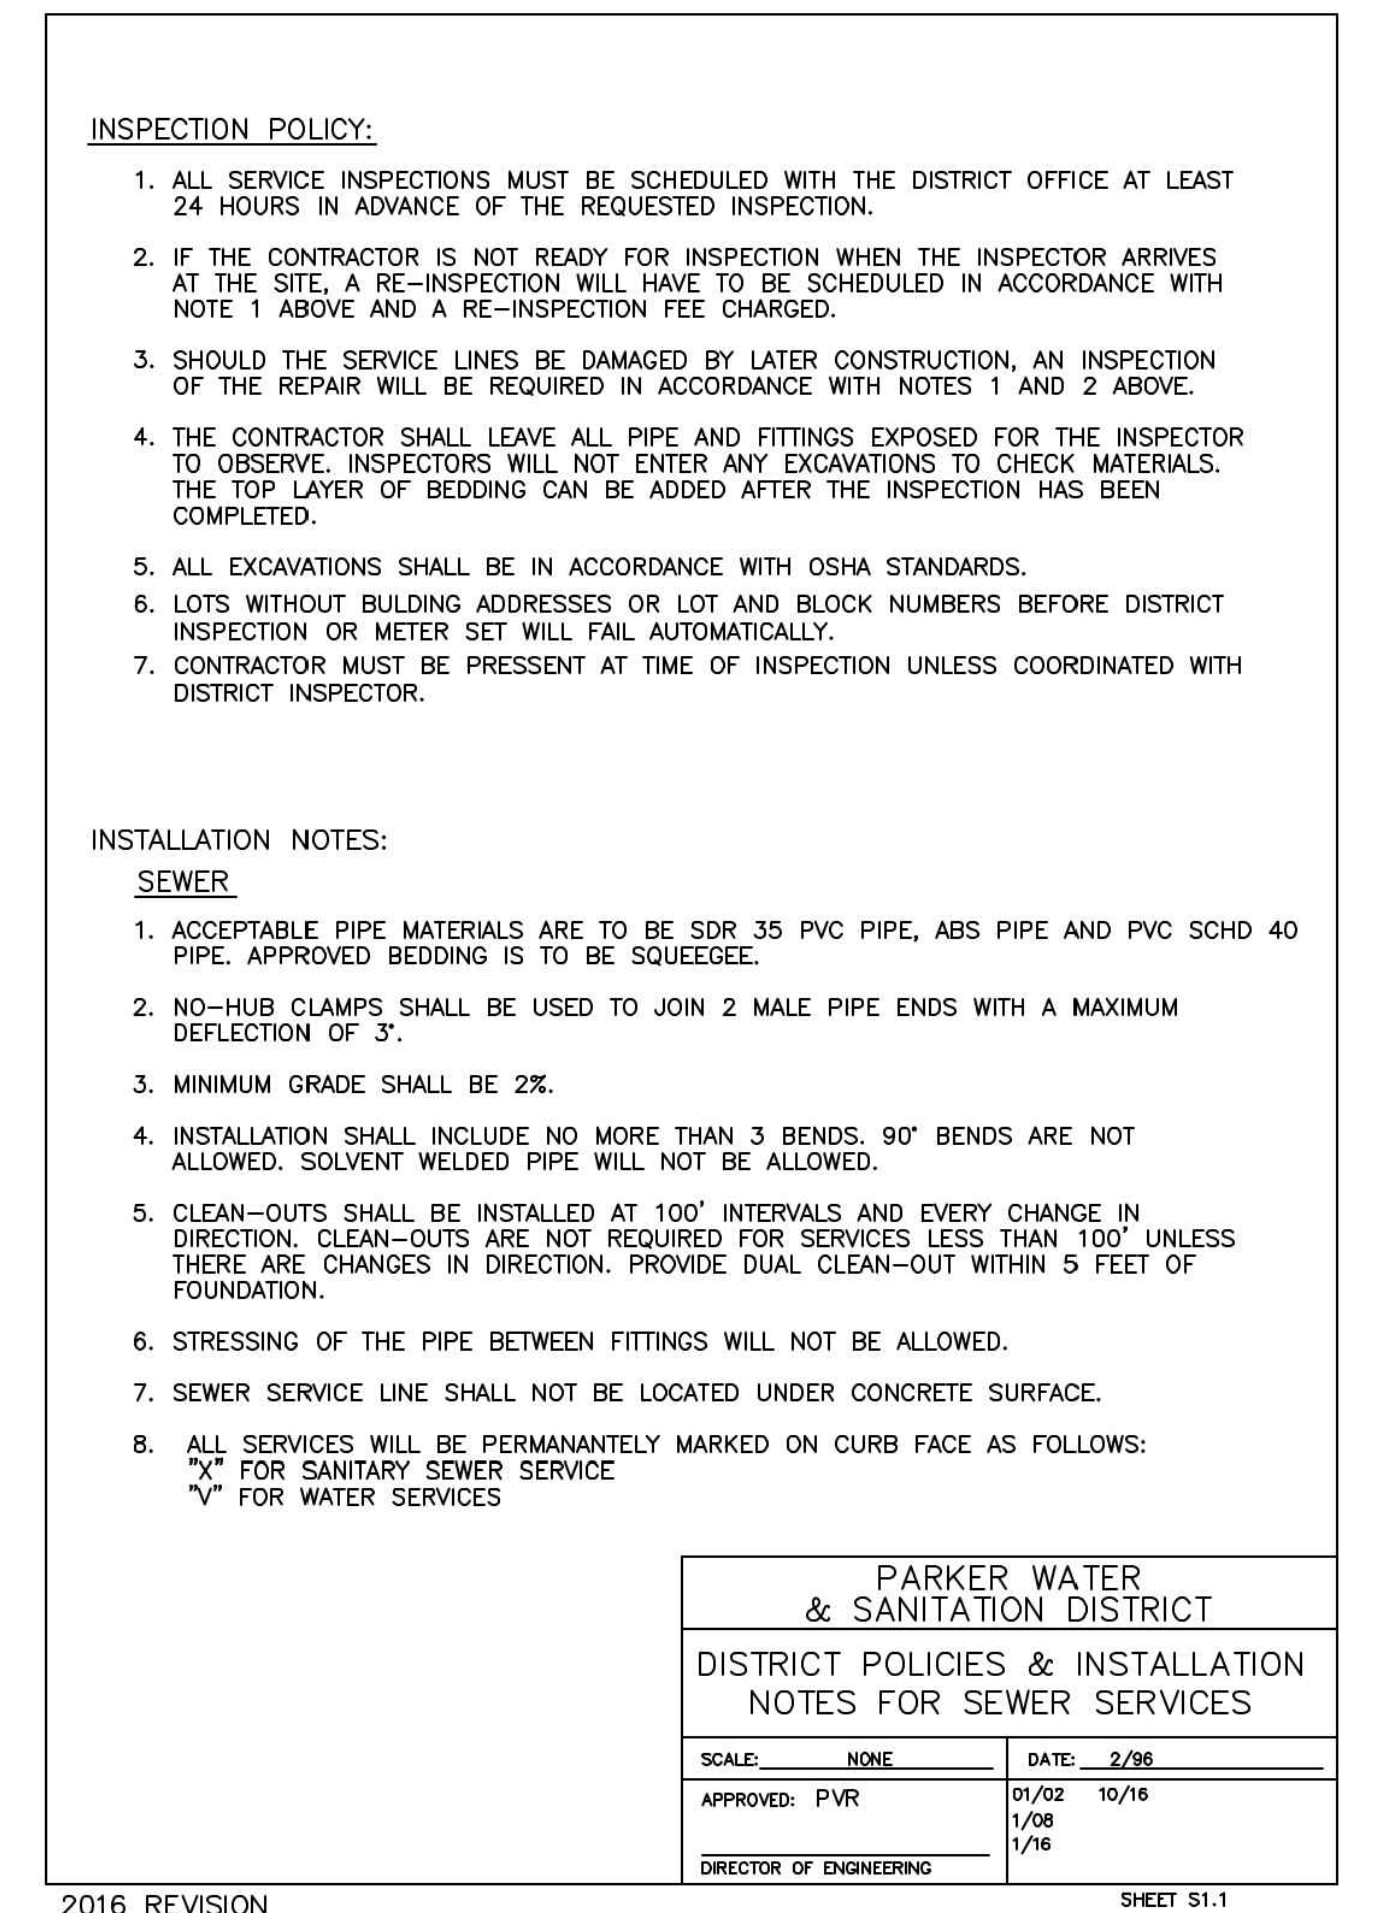 INSPECTION POLICY:
1. ALL SERVICE INSPECTIONS MUST BE SCHEDULED WITH THE DISTRICT OFFICE AT LEAST
24 HOURS IN ADVANCE OF THE REQUESTED INSPECTION.
2. IF THE CONTRACTOR IS NOT READY FOR INSPECTION WHEN THE INSPECTOR ARRIVES
AT THE SITE, A RE-INSPECTION WILL HAVE TO BE SCHEDULED IN ACCORDANCE WITH
NOTE 1 ABOVE AND A RE-INSPECTION FEE CHARGED.
3. SHOULD THE SERVICE LINES BE DAMAGED BY LATER CONSTRUCTION, AN INSPECTION
OF THE REPAIR WILL BE REQUIRED IN ACCORDANCE WITH NOTES 1 AND 2 ABOVE.
4. THE CONTRACTOR SHALL LEAVE ALL PIPE AND FITTINGS EXPOSED FOR THE INSPECTOR
TO OBSERVE. INSPECTORS WILL NOT ENTER ANY EXCAVATIONS TO CHECK MATERIALS.
THE TOP LAYER OF BEDDING CAN BE ADDED AFTER THE INSPECTION HAS BEEN
COMPLETED.
5. ALL EXCAVATIONS SHALL BE IN ACCORDANCE WITH OSHA STANDARDS.
6. LOTS WITHOUT BULDING ADDRESSES OR LOT AND BLOCK NUMBERS BEFORE DISTRICT
INSPECTION OR METER SET WILL FAIL AUTOMATICALLY.
7. CONTRACTOR MUST BE PRESSENT AT TIME OF INSPECTION UNLESS COORDINATED WITH
DISTRICT INSPECTOR.
INSTALLATION NOTES:
SEWER
1. ACCEPTABLE PIPE MATERIALS ARE TO BE SDR 35 PVC PIPE, ABS PIPE AND PVC SCHD 40
PIPE. APPROVED BEDDING IS TO BE SQUEEGEE.
2. NO-HUB CLAMPS SHALL BE USED TO JOIN 2 MALE PIPE ENDS WITH A MAXIMUM
DEFLECTION OF 3°.
3. MINIMUM GRADE SHALL BE 2%.
4. INSTALLATION SHALL INCLUDE NO MORE THAN 3 BENDS. 90° BENDS ARE NOT
ALLOWED. SOLVENT WELDED PIPE WILL NOT BE ALLOWED.
5. CLEAN-OUTS SHALL BE INSTALLED AT 100' INTERVALS AND EVERY CHANGE IN
DIRECTION. CLEAN-OUTS ARE NOT REQUIRED FOR SERVICES LESS THAN 100' UNLESS
THERE ARE CHANGES IN DIRECTION. PROVIDE DUAL CLEAN-OUT WITHIN 5 FEET OF
FOUNDATION.
6. STRESSING OF THE PIPE BETWEEN FITTINGS WILL NOT BE ALLOWED.
7. SEWER SERVICE LINE SHALL NOT BE LOCATED UNDER CONCRETE SURFACE.
8. ALL SERVICES WILL BE PERMANANTELY MARKED ON CURB FACE AS FOLLOWS:
"X" FOR SANITARY SEWER SERVICE
"V" FOR WATER SERVICES
PARKER WATER
& SANITATION DISTRICT
DISTRICT POLICIES & INSTALLATION
NOTES FOR SEWER SERVICES
SCALE: NONE DATE: 2/96
APPROVED: PVR
DIRECTOR OF ENGINEERING
01/02 10/16
1/08
1/16
2016 REVISION
SHEET S1.1